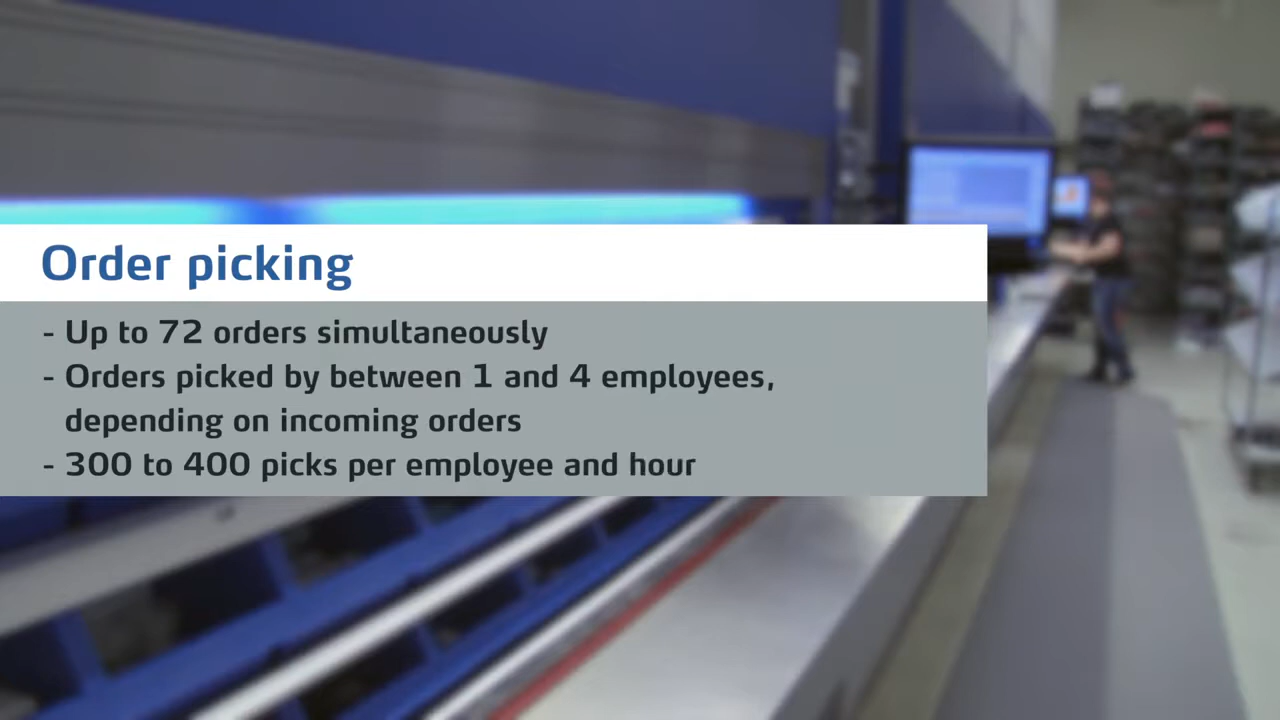 Order picking
- Up to 72 orders simultaneously
- Orders picked by between 1 and 4 employees,
depending on incoming orders
- 300 to 400 picks per employee and hour